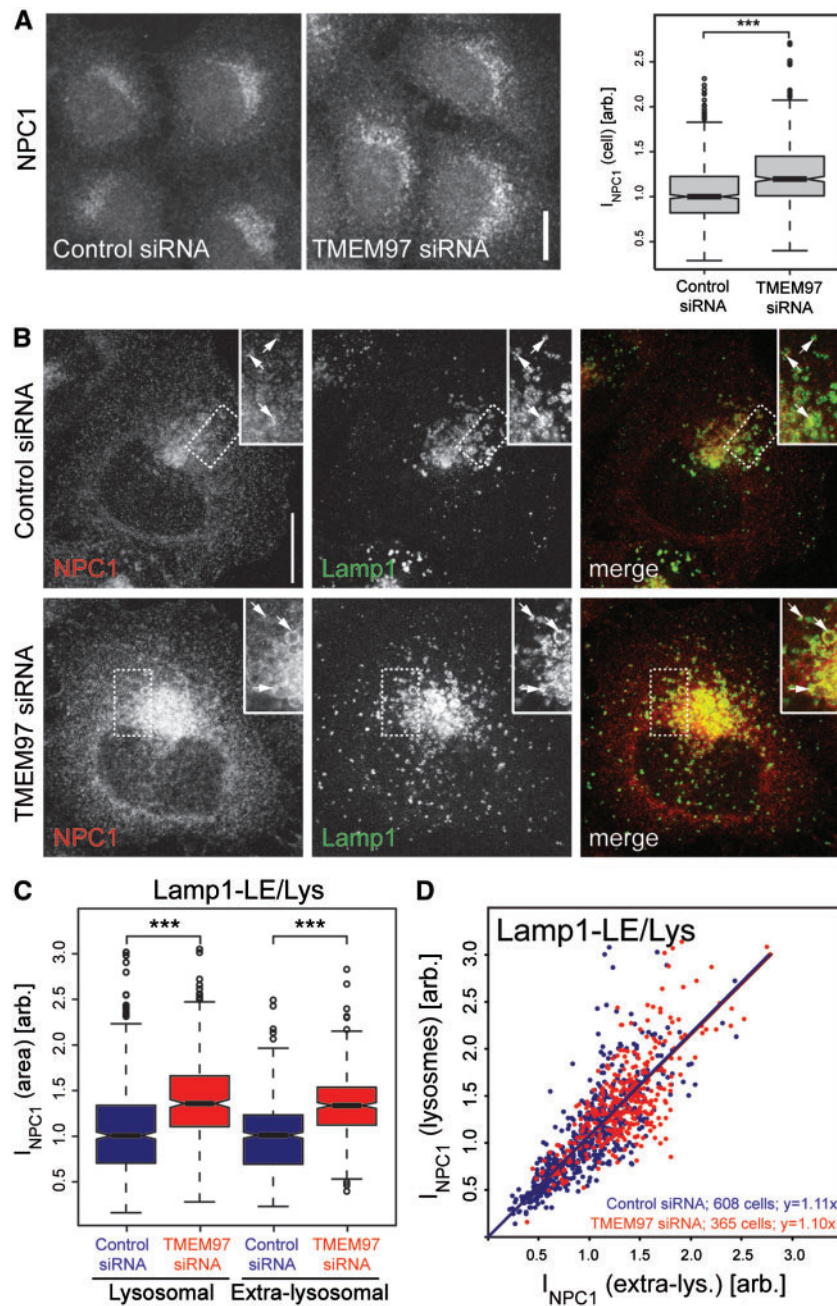 A
NPC1
Control siRNA
TMEM97 siRNA
***
I NPC1 (cell) [arb.]
2.5
2.0
1.5
1.0
0.5
Control siRNA
TMEM97 siRNA
B
Control siRNA
NPC1
Lamp1
merge
TMEM97 siRNA
NPC1
Lamp1
merge
C
Lamp1-LE/Lys
***
***
I NPC1 (area) [arb.]
3.0
2.5
2.0
1.5
1.0
0.5
Control siRNA
TMEM97 siRNA
Control siRNA
TMEM97 siRNA
Lysosomal
Extra-lysosomal
D
Lamp1-LE/Lys
I NPC1 (lysosmes) [arb.]
3.0
2.5
2.0
1.5
1.0
0.5
Control siRNA; 608 cells; y=1.11x
TMEM97 siRNA; 365 cells; y=1.10x
0.5
1.0
1.5
2.0
2.5
3.0
I NPC1 (extra-lys.) [arb.]